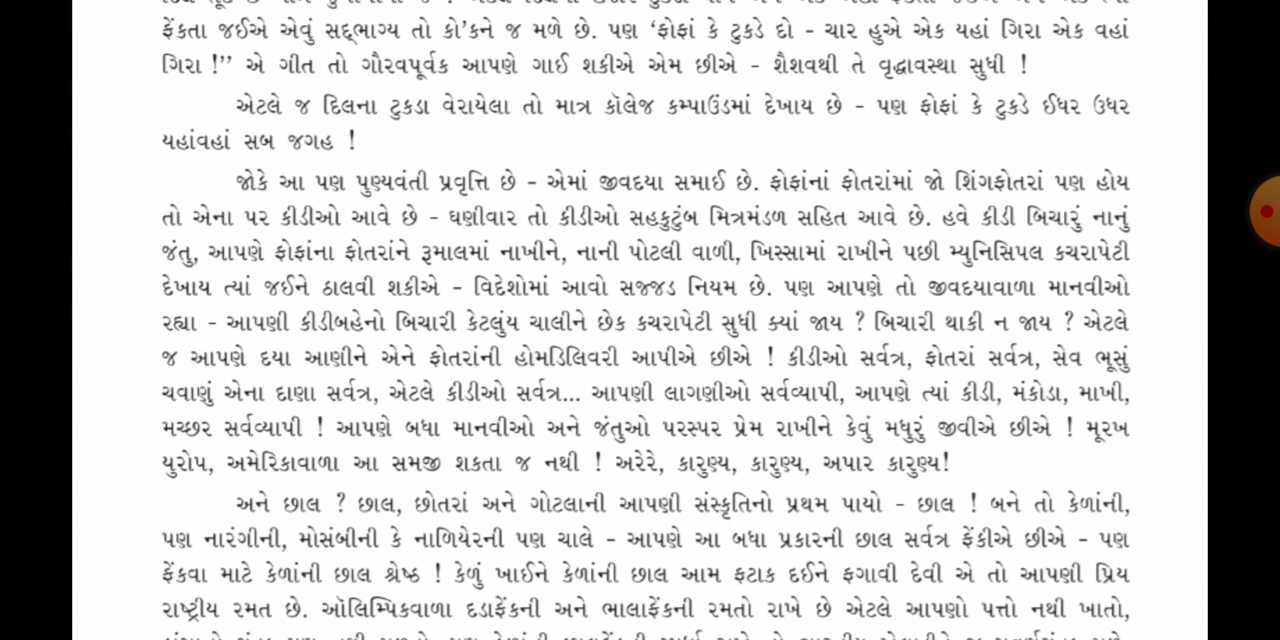 ફેંકતા જઈએ એવું સદ્ભાગ્ય તો કો'કને જ મળે છે. પણ ‘ફોફાં કે ટુકડે દો - ચાર હુએ એક યહાં ગિરા એક વહાં
ગિરા !’’ એ ગીત તો ગૌરવપૂર્વક આપણે ગાઈ શકીએ એમ છીએ - શૈશવથી તે વૃદ્ધાવસ્થા સુધી !
એટલે જ દિલના ટુકડા વેરાયેલા તો માત્ર કૉલેજ કમ્પાઉંડમાં દેખાય છે - પણ ફોફાં કે ટુકડે ઈધર ઉધર
યહાંવહાં સબ જગહ !
જોકે આ પણ પુણ્યવંતી પ્રવૃત્તિ છે - એમાં જીવદયા સમાઈ છે. ફોફાંનાં ફોતરાંમાં જો શિંગફોતરાં પણ હોય
તો એના પર કીડીઓ આવે છે - ઘણીવાર તો કીડીઓ સહકુટુંબ મિત્રમંડળ સહિત આવે છે. હવે કીડી બિચારું નાનું
જંતુ, આપણે ફોફાંના ફોતરાંને રૂમાલમાં નાખીને, નાની પોટલી વાળી, ખિસ્સામાં રાખીને પછી મ્યુનિસિપલ કચરાપેટી
દેખાય ત્યાં જઈને ઠાલવી શકીએ - વિદેશોમાં આવો સજ્જડ નિયમ છે. પણ આપણે તો જીવદયાવાળા માનવીઓ
રહ્યા - આપણી કીડીબહેનો બિચારી કેટલુંય ચાલીને છેક કચરાપેટી સુધી ક્યાં જાય ? બિચારી થાકી ન જાય ? એટલે
જ આપણે દયા આણીને એને ફોતરાંની હોમડિલિવરી આપીએ છીએ ! કીડીઓ સર્વત્ર, ફોતરાં સર્વત્ર, સેવ ભૂસું
ચવાણું એના દાણા સર્વત્ર, એટલે કીડીઓ સર્વત્ર... આપણી લાગણીઓ સર્વવ્યાપી, આપણે ત્યાં કીડી, મંકોડા, માખી,
મચ્છર સર્વવ્યાપી ! આપણે બધા માનવીઓ અને જંતુઓ પરસ્પર પ્રેમ રાખીને કેવું મધુરું જીવીએ છીએ ! મૂરખ
યુરોપ, અમેરિકાવાળા આ સમજી શકતા જ નથી ! અરેરે, કારુણ્ય, કારુણ્ય, અપાર કારુણ્ય!
અને છાલ ? છાલ, છોતરાં અને ગોટલાની આપણી સંસ્કૃતિનો પ્રથમ પાયો - છાલ ! બને તો કેળાંની,
પણ નારંગીની, મોસંબીની કે નાળિયેરની પણ ચાલે - આપણે આ બધા પ્રકારની છાલ સર્વત્ર ફેંકીએ છીએ - પણ
ફેંકવા માટે કેળાંની છાલ શ્રેષ્ઠ ! કેળું ખાઈને કેળાંની છાલ આમ ફટાક દઈને ફગાવી દેવી એ તો આપણી પ્રિય
રાષ્ટ્રીય રમત છે. ઑલિમ્પિકવાળા દડાફેંકની અને ભાલાફેંકની રમતો રાખે છે એટલે આપણો પત્તો નથી ખાતો,